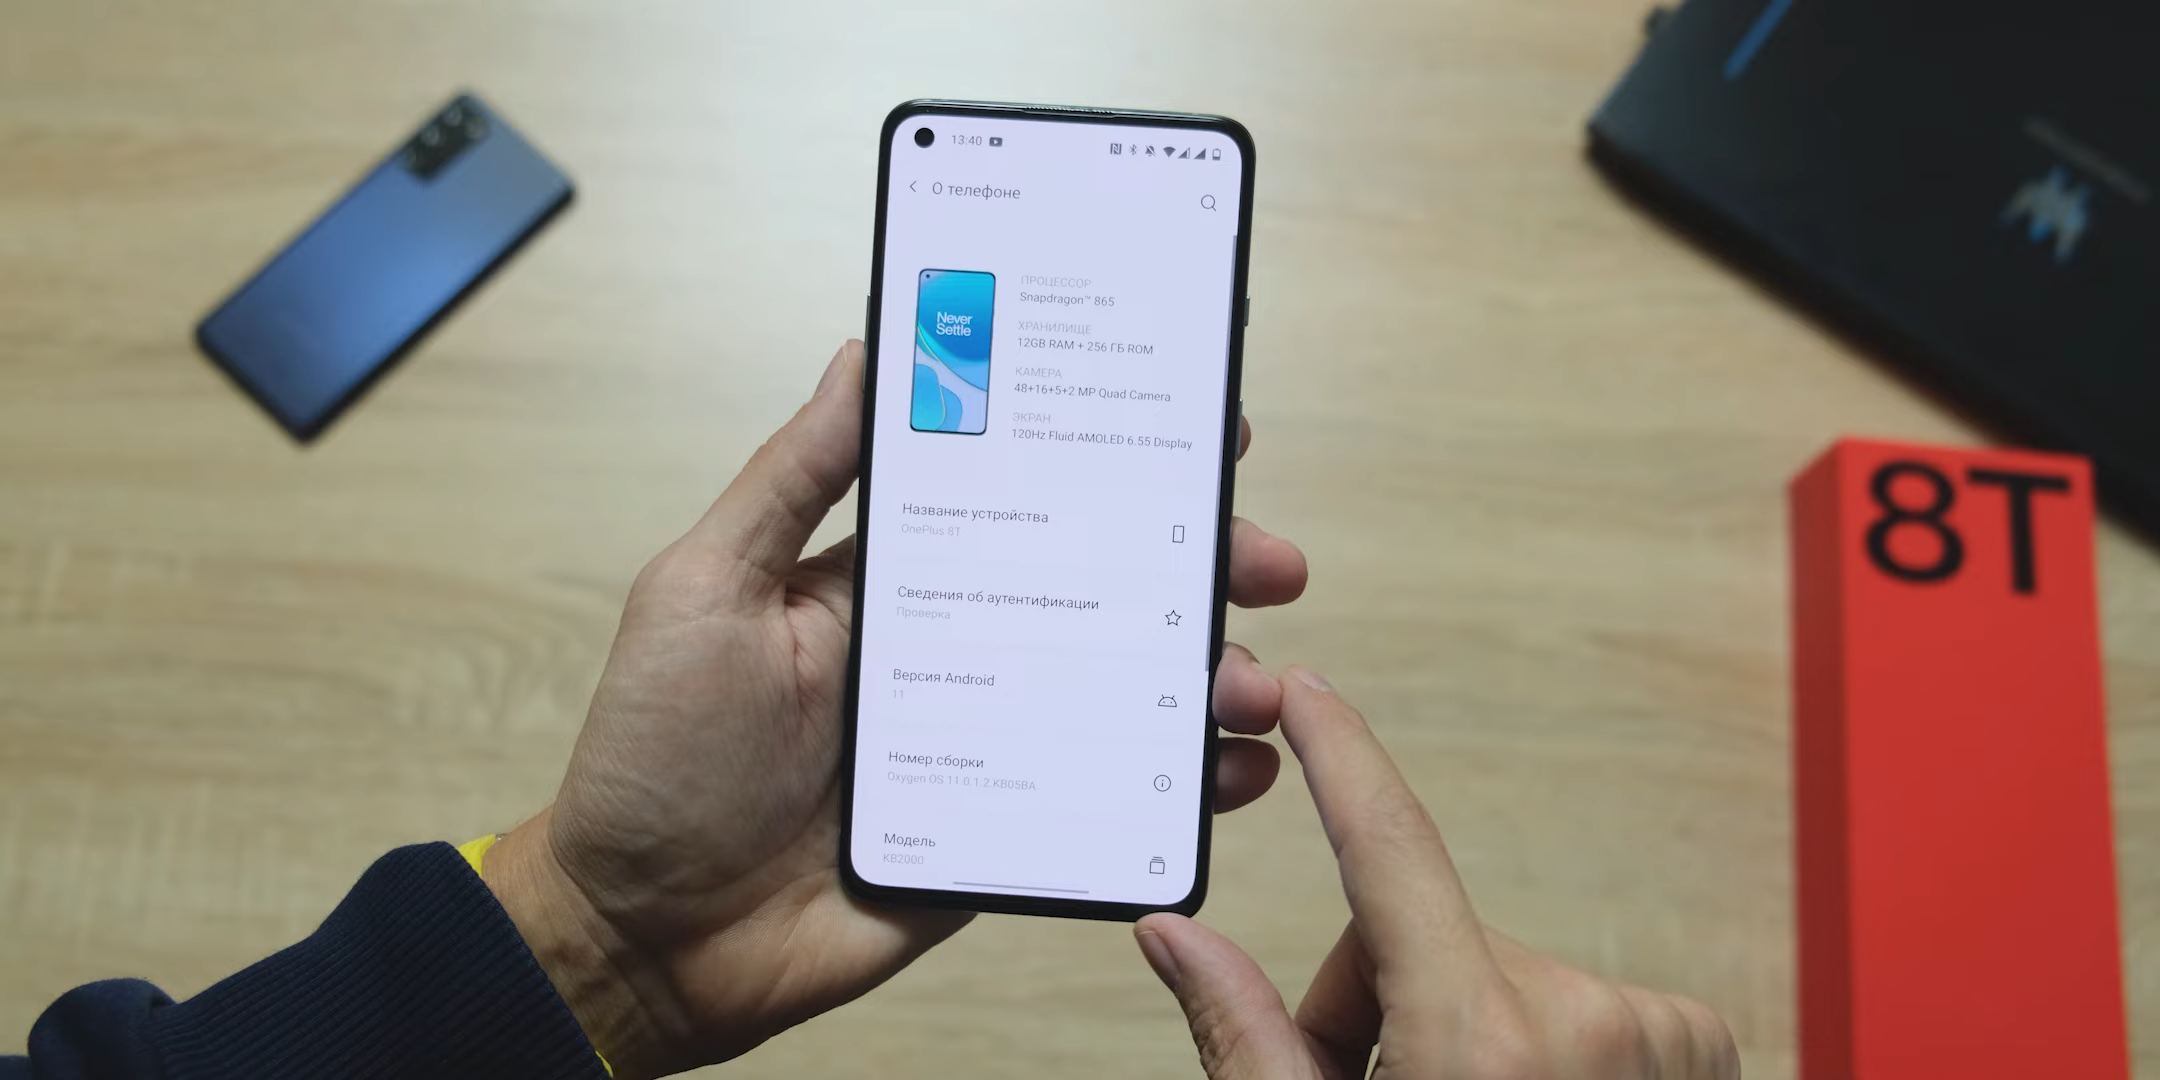 13:40
О телефоне
ПРОЦЕССОР
Snapdragon™ 865
ХРАНИЛИЩЕ
12GB RAM + 256 ГБ ROM
КАМЕРА
48+16+5+2 MP Quad Camera
ЭКРАН
120Hz Fluid AMOLED 6.55 Display
Never
Settle
Название устройства
OnePlus 8T
Сведения об аутентификации
Проверка
Версия Android
11
Номер сборки
Oxygen OS 11.0.1.2.KB05BA
Модель
KB2000
8T